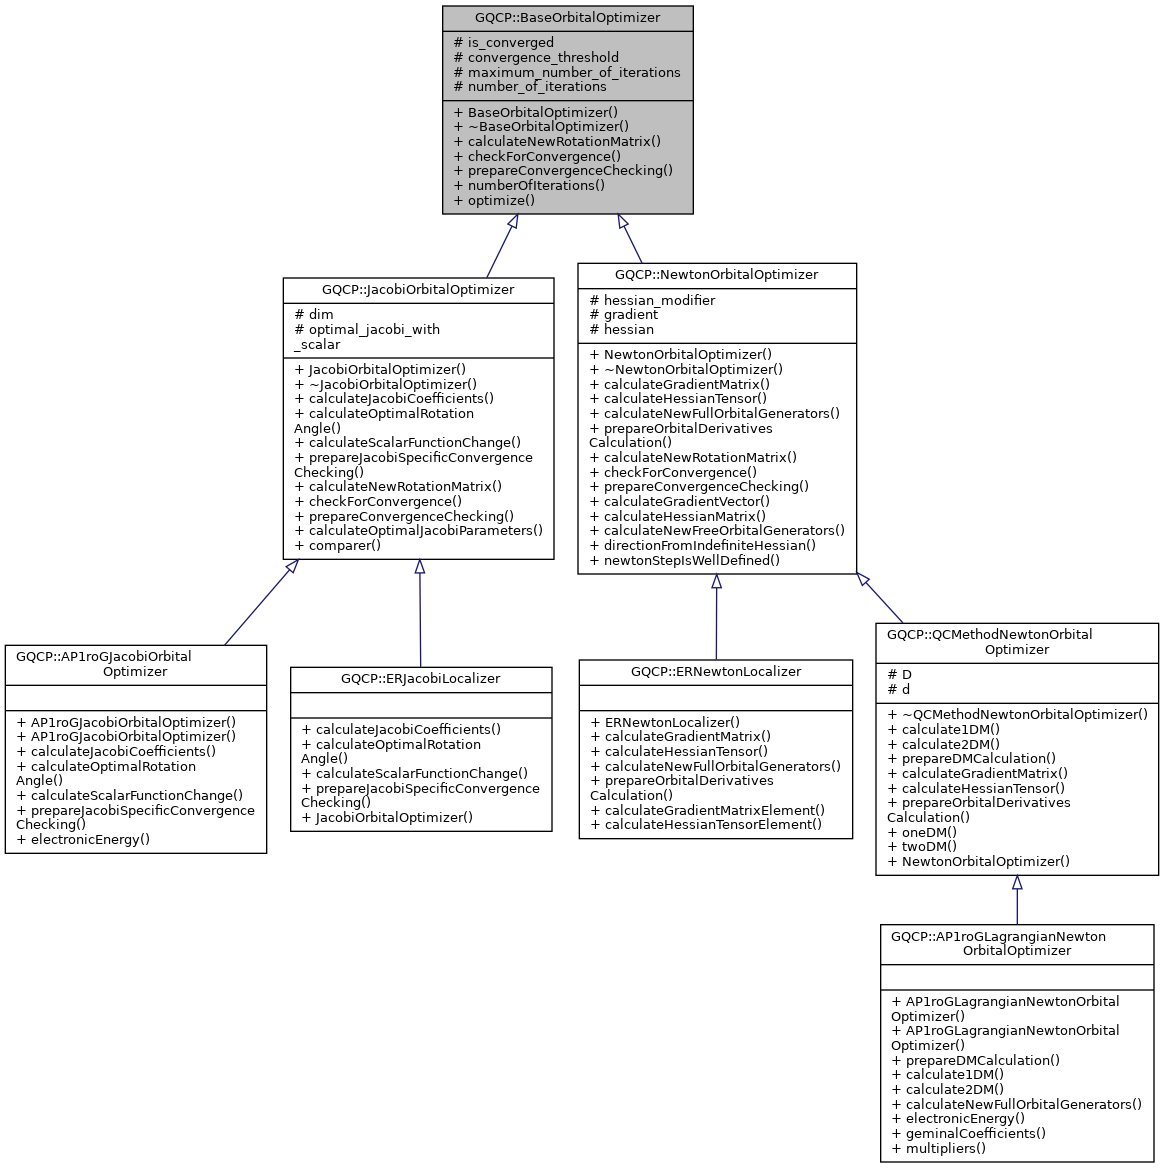 GQCP::BaseOrbitalOptimizer
# is_converged
# convergence_threshold
# maximum_number_of_iterations
# number_of_iterations
+ BaseOrbitalOptimizer()
+ ~BaseOrbitalOptimizer()
+ calculateNewRotationMatrix()
+ checkForConvergence()
+ prepareConvergenceChecking()
+ numberOfIterations()
+ optimize()
GQCP::JacobiOrbitalOptimizer
# dim
# optimal_jacobi_with
_scalar
+ JacobiOrbitalOptimizer()
+ ~JacobiOrbitalOptimizer()
+ calculateJacobiCoefficients()
+ calculateOptimalRotation
Angle()
+ calculateScalarFunctionChange()
+ prepareJacobiSpecificConvergence
Checking()
+ calculateNewRotationMatrix()
+ checkForConvergence()
+ prepareConvergenceChecking()
+ calculateOptimalJacobiParameters()
+ comparer()
GQCP::NewtonOrbitalOptimizer
# hessian_modifier
# gradient
# hessian
+ NewtonOrbitalOptimizer()
+ ~NewtonOrbitalOptimizer()
+ calculateGradientMatrix()
+ calculateHessianTensor()
+ calculateNewFullOrbitalGenerators()
+ prepareOrbitalDerivatives
Calculation()
+ calculateNewRotationMatrix()
+ checkForConvergence()
+ prepareConvergenceChecking()
+ calculateGradientVector()
+ calculateHessianMatrix()
+ calculateNewFreeOrbitalGenerators()
+ directionFromIndefiniteHessian()
+ newtonStepIsWellDefined()
GQCP::AP1roGJacobiOrbital
Optimizer
+ AP1roGJacobiOrbitalOptimizer()
+ AP1roGJacobiOrbitalOptimizer()
+ calculateJacobiCoefficients()
+ calculateOptimalRotation
Angle()
+ calculateScalarFunctionChange()
+ prepareJacobiSpecificConvergence
Checking()
+ electronicEnergy()
GQCP::ERJacobiLocalizer
+ calculateJacobiCoefficients()
+ calculateOptimalRotation
Angle()
+ calculateScalarFunctionChange()
+ prepareJacobiSpecificConvergence
Checking()
+ JacobiOrbitalOptimizer()
GQCP::ERNewtonLocalizer
+ ERNewtonLocalizer()
+ calculateGradientMatrix()
+ calculateHessianTensor()
+ calculateNewFullOrbitalGenerators()
+ prepareOrbitalDerivatives
Calculation()
+ calculateGradientMatrixElement()
+ calculateHessianTensorElement()
GQCP::QCMethodNewtonOrbital
Optimizer
# D
# d
+ ~QCMethodNewtonOrbitalOptimizer()
+ calculate1DM()
+ calculate2DM()
+ prepareDMCalculation()
+ calculateGradientMatrix()
+ calculateHessianTensor()
+ prepareOrbitalDerivatives
Calculation()
+ oneDM()
+ twoDM()
+ NewtonOrbitalOptimizer()
GQCP::AP1roGLagrangianNewton
OrbitalOptimizer
+ AP1roGLagrangianNewtonOrbital
Optimizer()
+ AP1roGLagrangianNewtonOrbital
Optimizer()
+ prepareDMCalculation()
+ calculate1DM()
+ calculate2DM()
+ calculateNewFullOrbitalGenerators()
+ electronicEnergy()
+ geminalCoefficients()
+ multipliers()